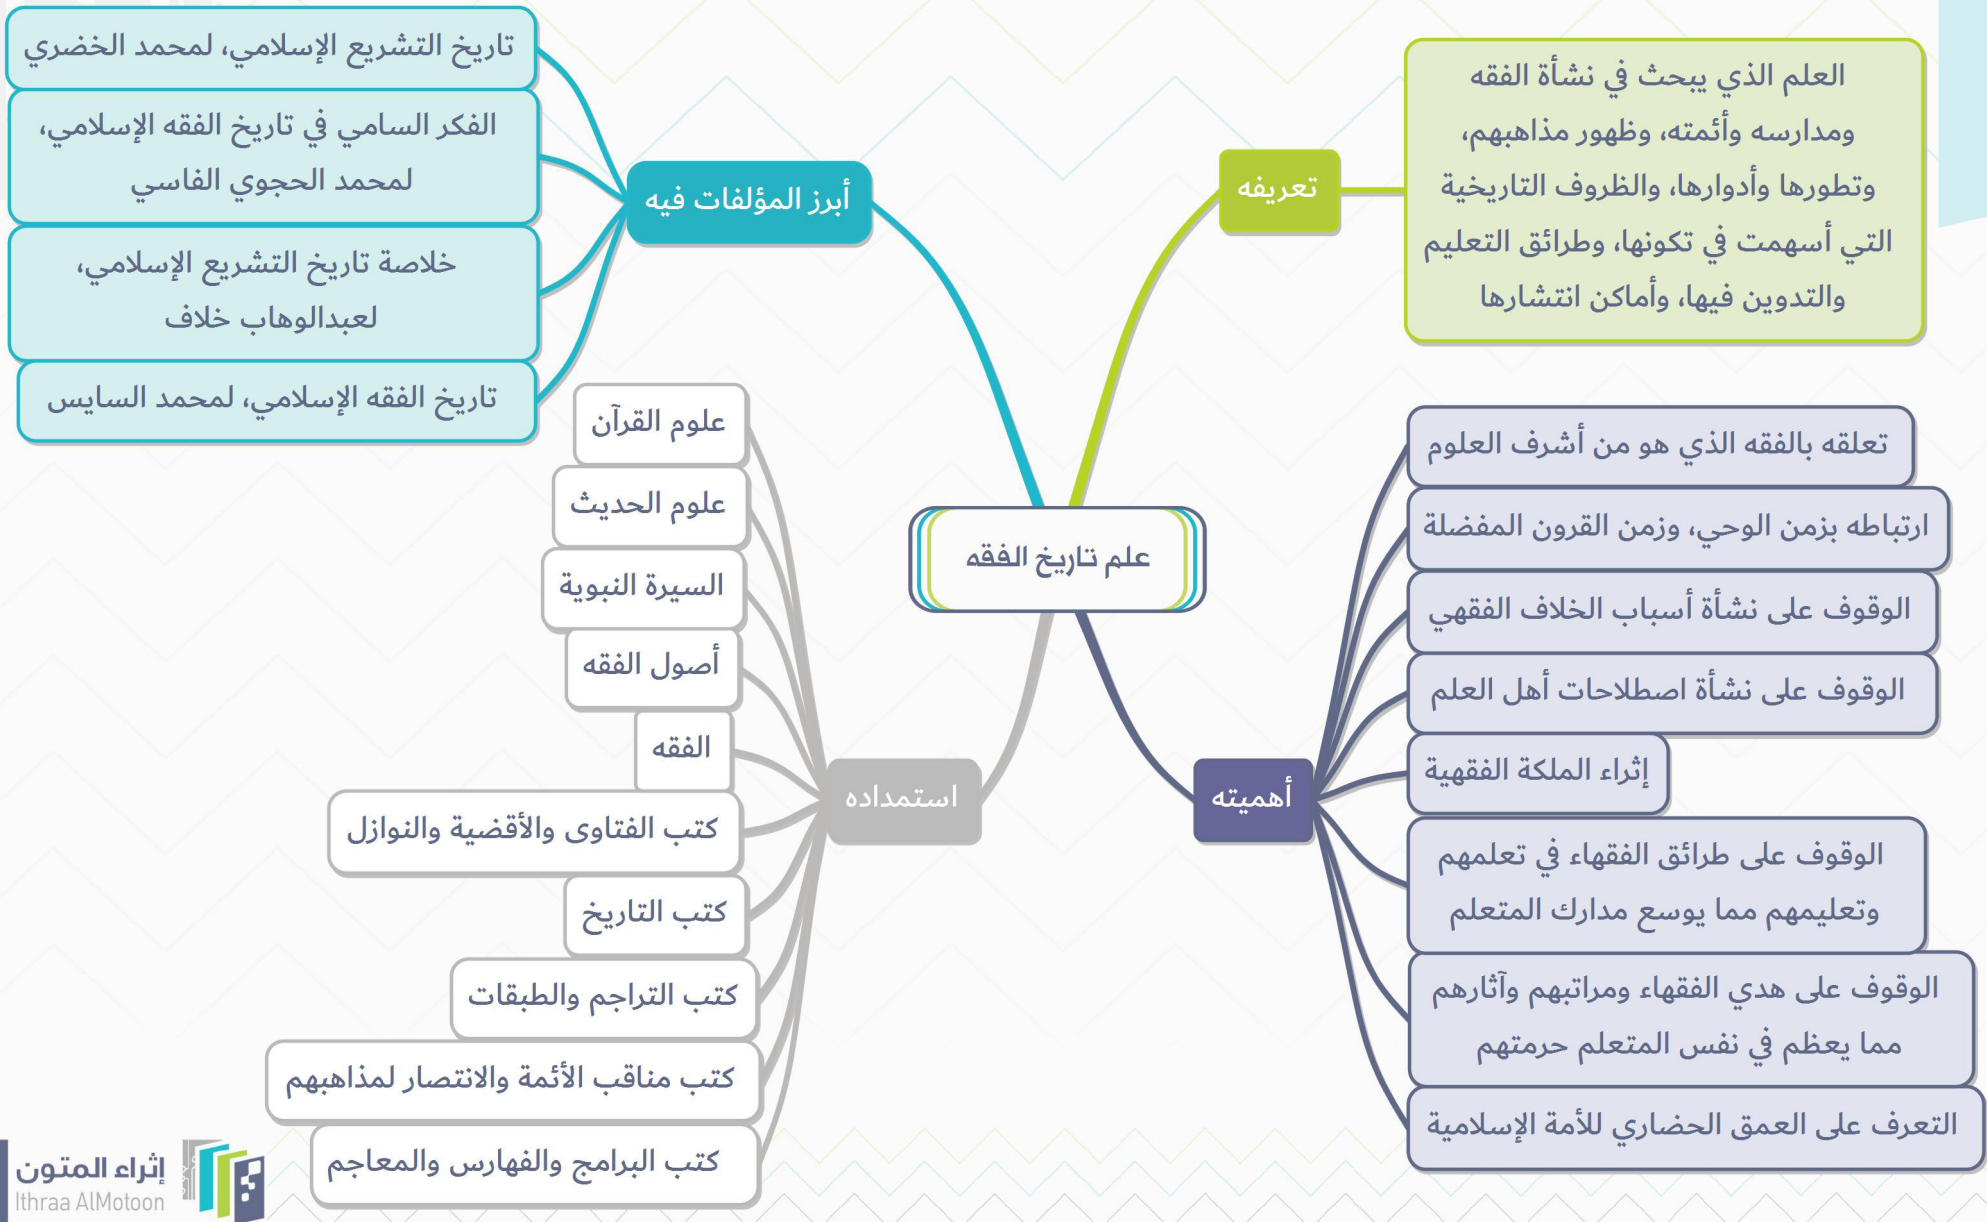 علم تاريخ الفقه
تعريفه
العلم الذي يبحث في نشأة الفقه
ومدارسه وأئمته، وظهور مذاهبهم،
وتطورها وأدوارها، والظروف التاريخية
التي أسهمت في تكونها، وطرائق التعليم
والتدوين فيها، وأماكن انتشارها
أهميته
تعلقه بالفقه الذي هو من أشرف العلوم
ارتباطه بزمن الوحي، وزمن القرون المفضلة
الوقوف على نشأة أسباب الخلاف الفقهي
الوقوف على نشأة اصطلاحات أهل العلم
إثراء الملكة الفقهية
الوقوف على طرائق الفقهاء في تعلمهم
وتعليمهم مما يوسع مدارك المتعلم
الوقوف على هدي الفقهاء ومراتبهم وآثارهم
مما يعظم في نفس المتعلم حرمتهم
التعرف على العمق الحضاري للأمة الإسلامية
استمداده
علوم القرآن
علوم الحديث
السيرة النبوية
أصول الفقه
الفقه
كتب الفتاوى والأقضية والنوازل
كتب التاريخ
كتب التراجم والطبقات
كتب مناقب الأئمة والانتصار لمذاهبهم
كتب البرامج والفهارس والمعاجم
أبرز المؤلفات فيه
تاريخ التشريع الإسلامي، لمحمد الخضري
الفكر السامي في تاريخ الفقه الإسلامي،
لمحمد الحجوي الفاسي
خلاصة تاريخ التشريع الإسلامي،
لعبدالوهاب خلاف
تاريخ الفقه الإسلامي، لمحمد السايس
إثراء المتون
Ithraa AlMotoon